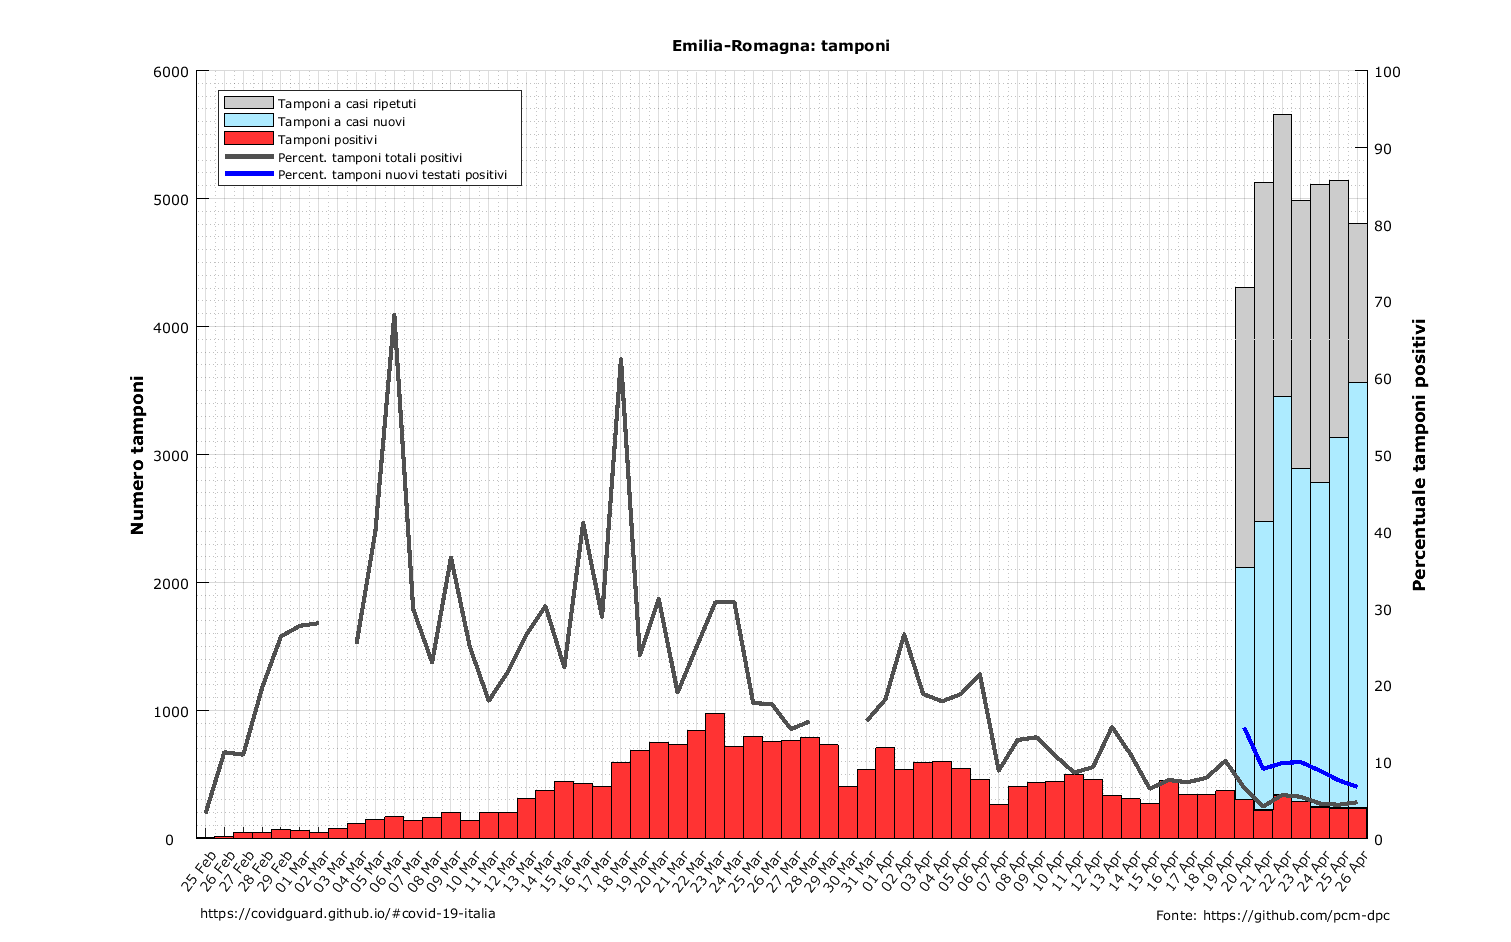 Emilia-Romagna: tamponi
Tamponi a casi ripetuti
Tamponi a casi nuovi
Tamponi positivi
Percent. tamponi totali positivi
Percent. tamponi nuovi testati positivi
Numero tamponi
6000
5000
4000
3000
2000
1000
0
Percentuale tamponi positivi
100
90
80
70
60
50
40
30
20
10
0
25 Feb
26 Feb
27 Feb
28 Feb
29 Feb
01 Mar
02 Mar
03 Mar
04 Mar
05 Mar
06 Mar
07 Mar
08 Mar
09 Mar
10 Mar
11 Mar
12 Mar
13 Mar
14 Mar
15 Mar
16 Mar
17 Mar
18 Mar
19 Mar
20 Mar
21 Mar
22 Mar
23 Mar
24 Mar
25 Mar
26 Mar
27 Mar
28 Mar
29 Mar
30 Mar
31 Mar
01 Apr
02 Apr
03 Apr
04 Apr
05 Apr
06 Apr
07 Apr
08 Apr
09 Apr
10 Apr
11 Apr
12 Apr
13 Apr
14 Apr
15 Apr
16 Apr
17 Apr
18 Apr
19 Apr
20 Apr
21 Apr
22 Apr
23 Apr
24 Apr
25 Apr
26 Apr
https://covidguard.github.io/#covid-19-italia
Fonte: https://github.com/pcm-dpc